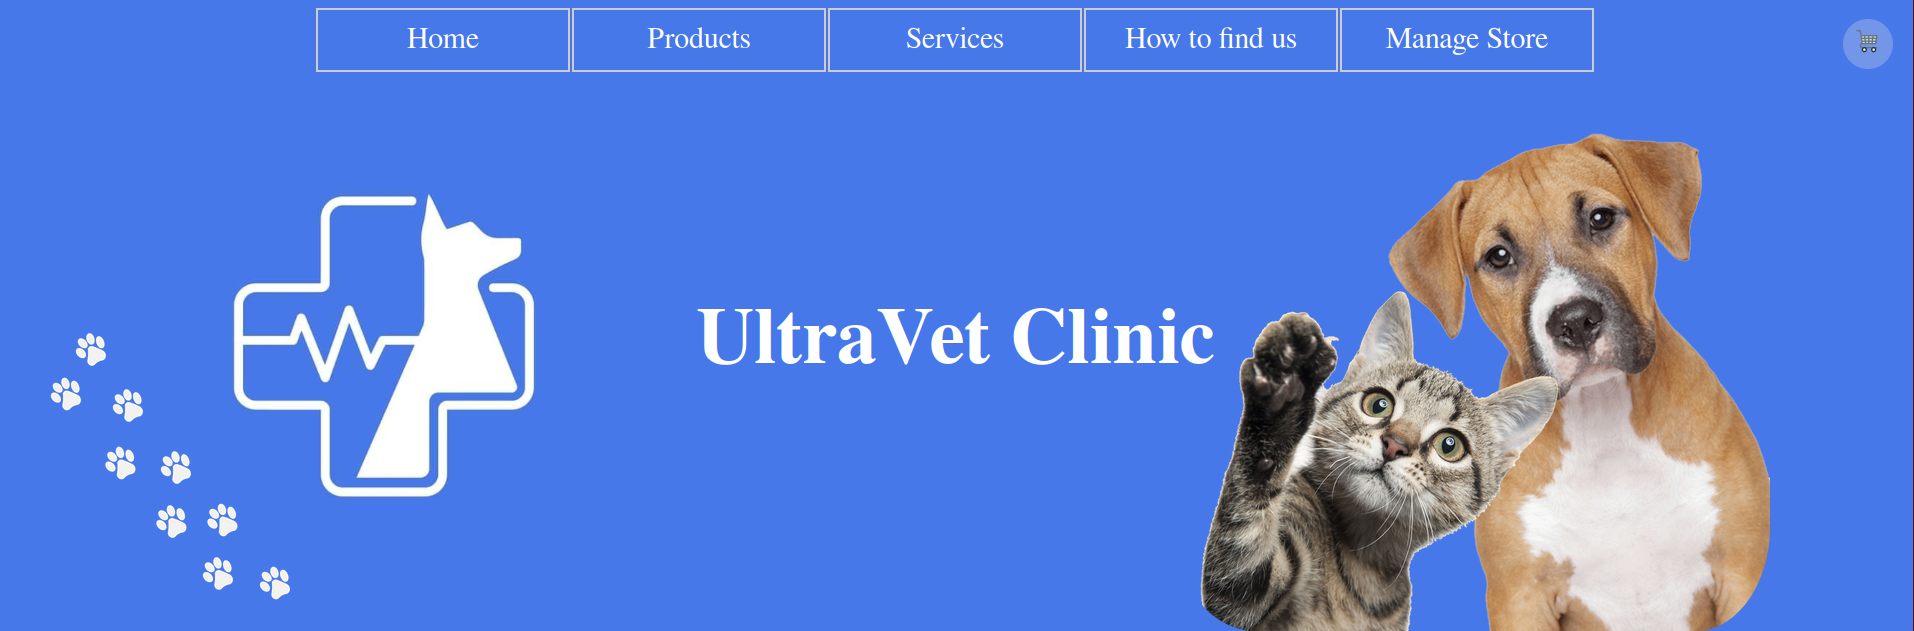 Home
Products
Services
How to find us
Manage Store
UltraVet Clinic